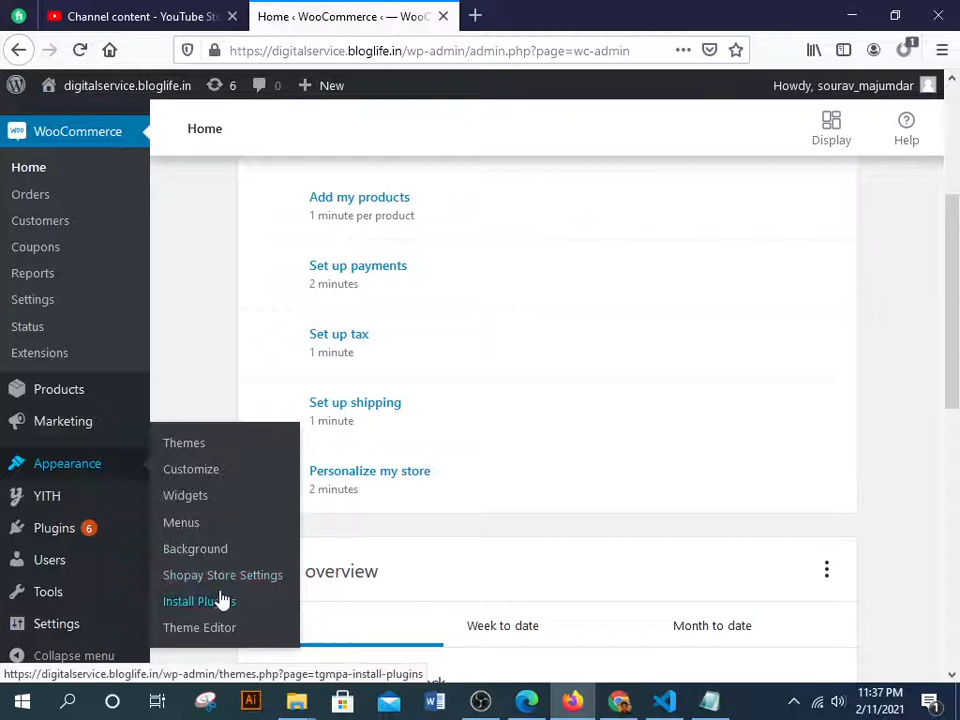 Channel content - YouTube Stu
Home ‹ WooCommerce ‹ — WooC
https://digitalservice.bloglife.in/wp-admin/admin.php?page=wc-admin
1
digitalservice.bloglife.in
6
0
New
Howdy, sourav_majumdar
Woo
WooCommerce
Home
Display
Help
Home
Orders
Customers
Coupons
Reports
Settings
Status
Extensions
Products
Marketing
Appearance
YITH
Plugins 6
Users
Tools
Settings
Collapse menu
Add my products
1 minute per product
Set up payments
2 minutes
Set up tax
1 minute
Set up shipping
1 minute
Personalize my store
2 minutes
Themes
Customize
Widgets
Menus
Background
Shopay Store Settings
Install
Theme Editor
overview
Week to date
Month to date
https://digitalservice.bloglife.in/wp-admin/themes.php?page=tgmpa-install-plugins
Ai
11:37 PM
2/11/2021
1